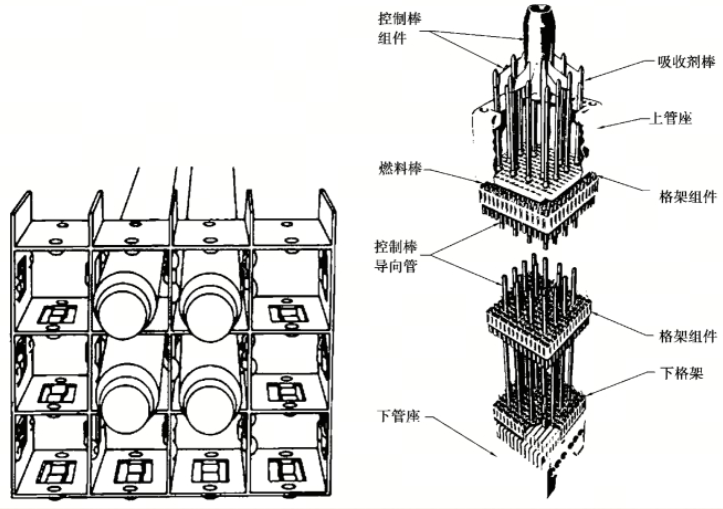 控制棒
组件
吸收剂棒
上管座
燃料棒
格架组件
控制棒
导向管
格架组件
下格架
下管座